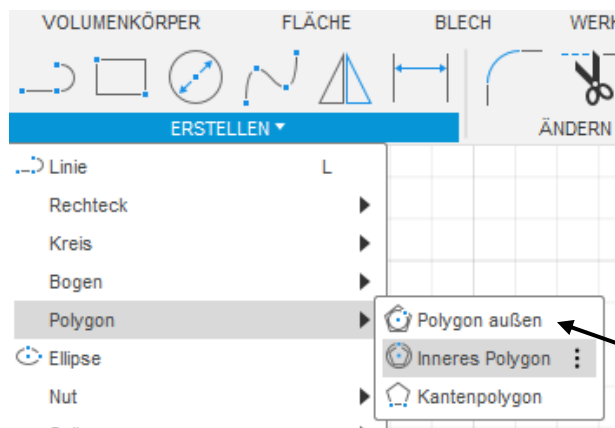 VOLUMENKÖRPER FLÄCHE BLECH
ERSTELLEN ÄNDERN
Linie L
Rechteck
Kreis
Bogen
Polygon Polygon außen
Ellipse Inneres Polygon
Nut Kantenpolygon